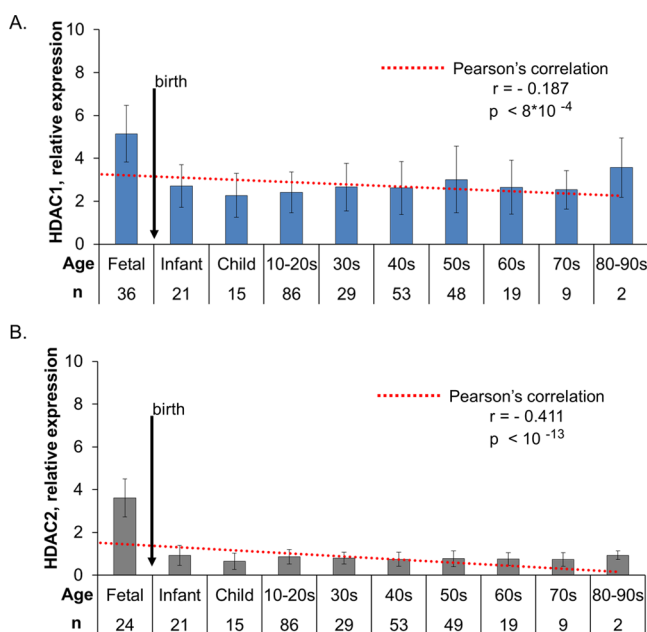 A.
HDAC1, relative expression
10
8
6
4
2
0
birth
Pearson's correlation
r = - 0.187
p < 8*10 -4
Age Fetal Infant Child 10-20s 30s 40s 50s 60s 70s 80-90s
n 36 21 15 86 29 53 48 19 9 2
B.
HDAC2, relative expression
10
8
6
4
2
0
birth
Pearson's correlation
r = - 0.411
p < 10 -13
Age Fetal Infant Child 10-20s 30s 40s 50s 60s 70s 80-90s
n 24 21 15 86 29 53 49 19 9 2